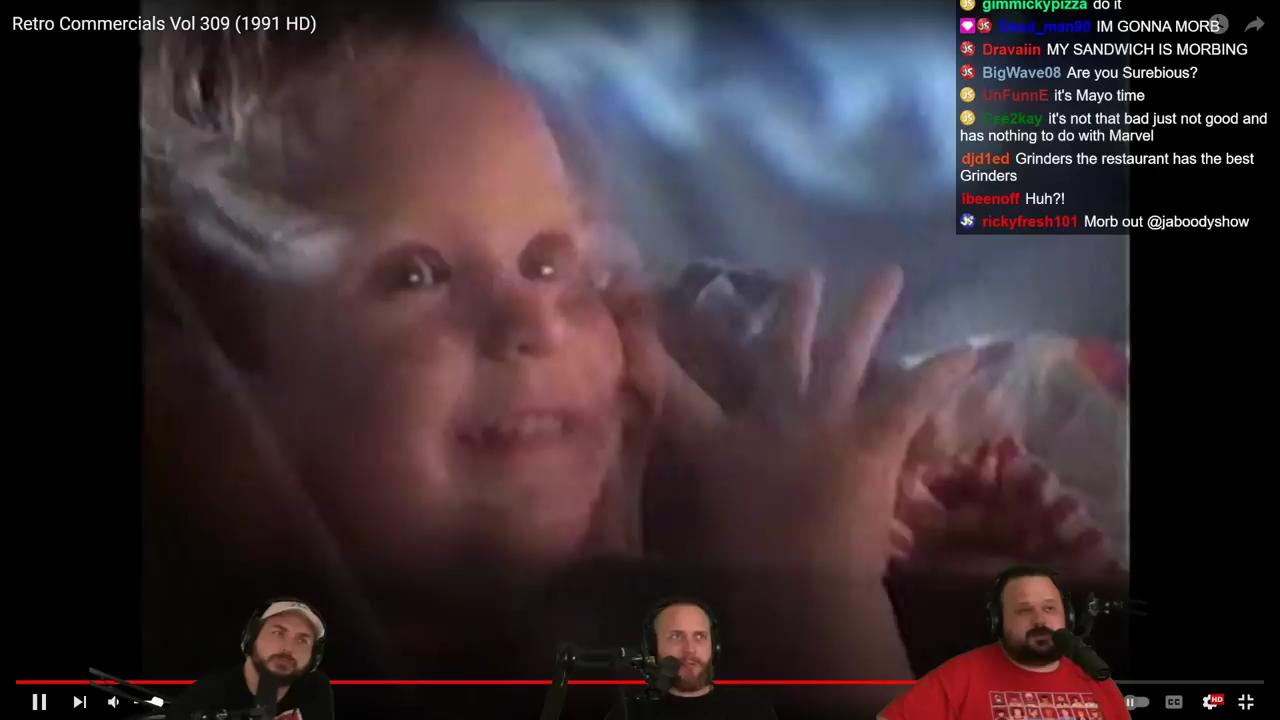 Retro Commercials Vol 309 (1991 HD)
gimmickypizza do it
Dead_man90 IM GONNA MORB
Dravaiin MY SANDWICH IS MORBING
BigWave08 Are you Surebious?
UnFunnE it's Mayo time
Cee2kay it's not that bad just not good and
has nothing to do with Marvel
djd1ed Grinders the restaurant has the best
Grinders
ibeenoff Huh?!
rickyfresh101 Morb out @jaboodyshow
CC
HD